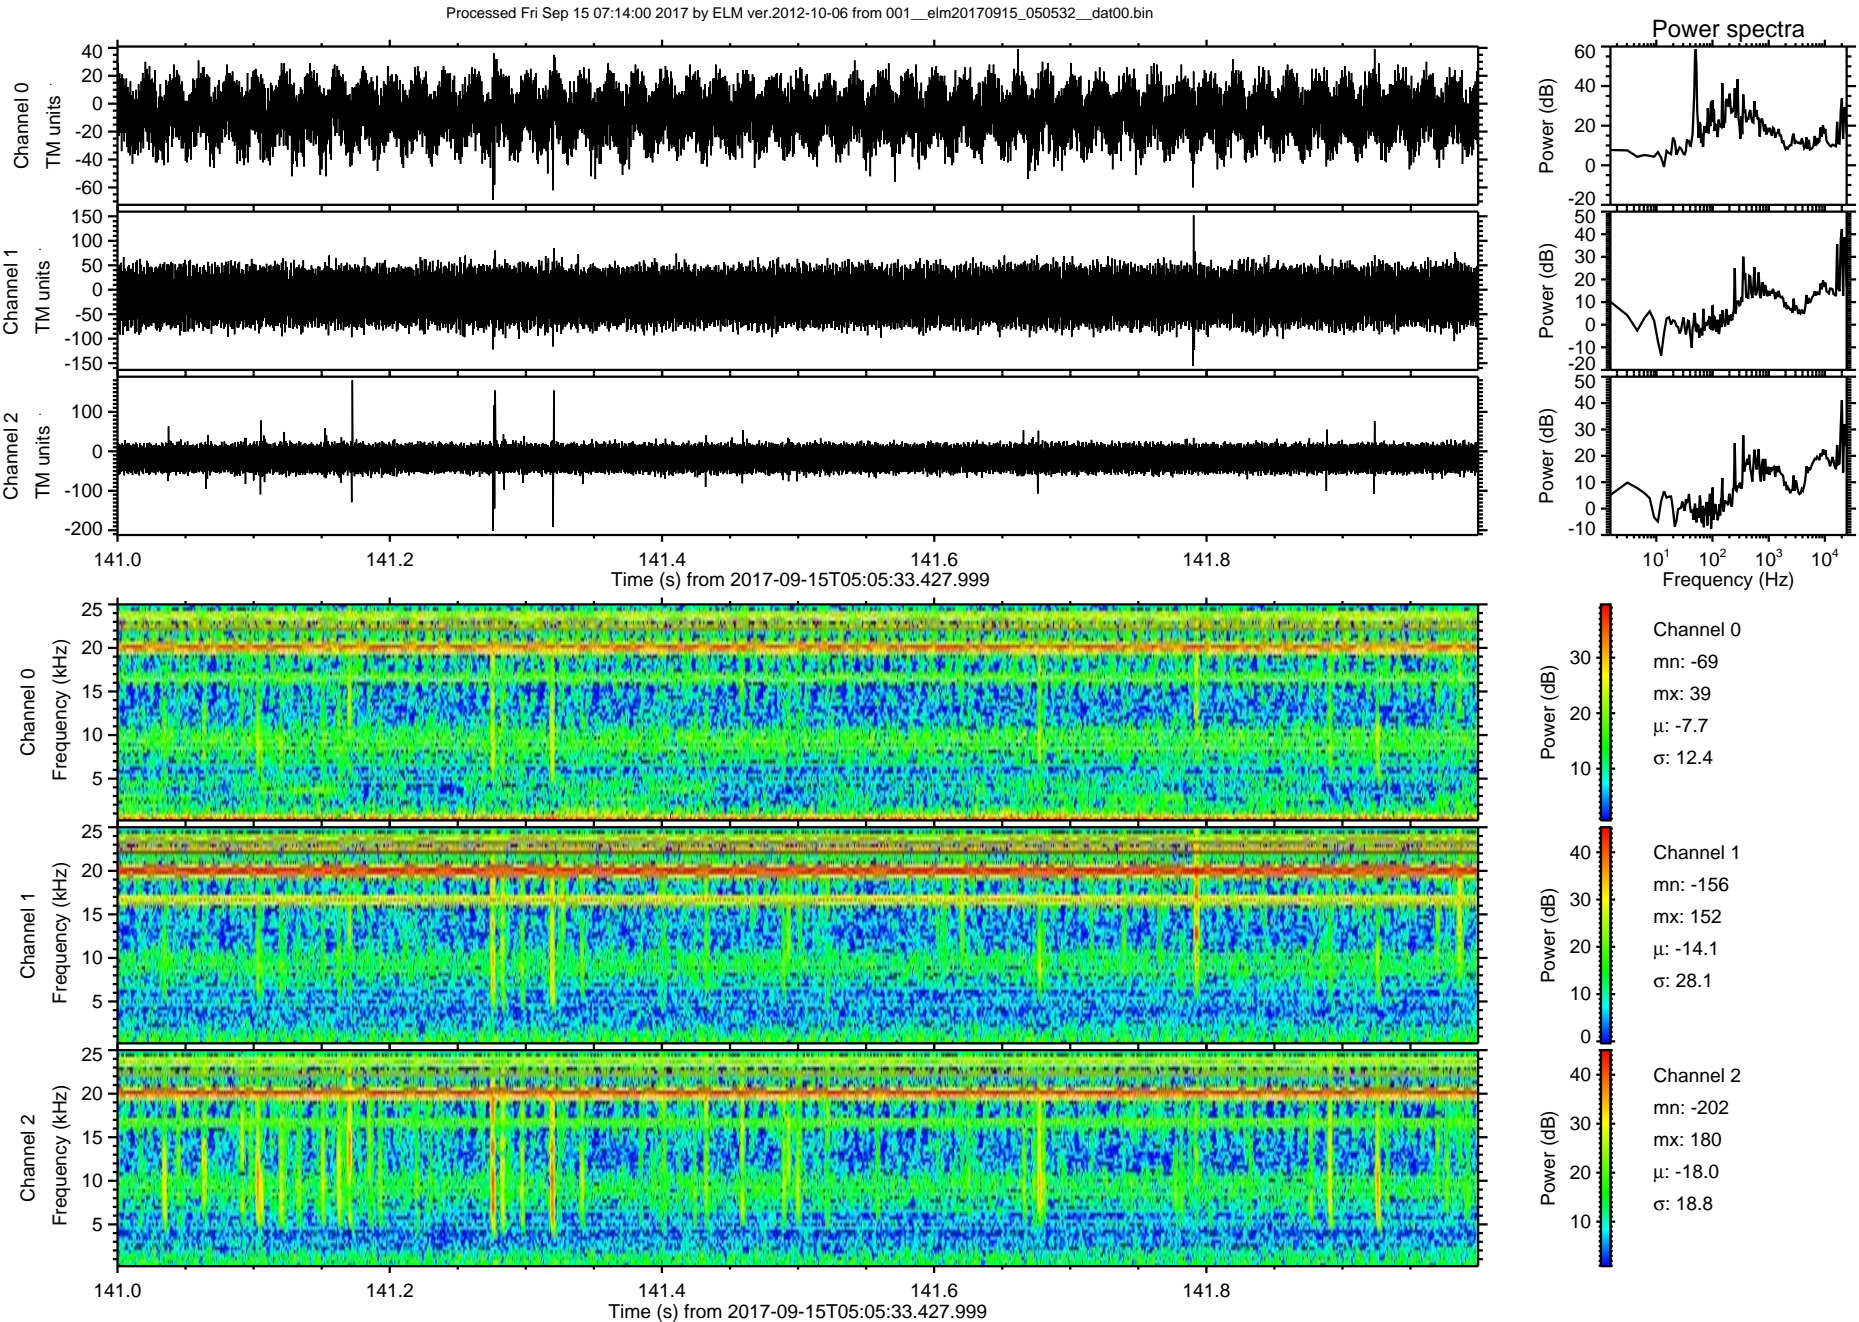 Processed Fri Sep 15 07:14:00 2017 by ELM ver.2012-10-06 from 001__elm20170915_050532__dat00.bin
Power spectra
Channel 0
TM units
40
20
0
-20
-40
-60
Power (dB)
60
40
20
0
-20
Channel 1
TM units
150
100
50
0
-50
-100
-150
Power (dB)
50
40
30
20
10
0
-10
-20
Channel 2
TM units
100
0
-100
-200
Power (dB)
50
40
30
20
10
0
-10
141.0 141.2 141.4 141.6 141.8
Time (s) from 2017-09-15T05:05:33.427.999
10^1 10^2 10^3 10^4
Frequency (Hz)
Channel 0
Frequency (kHz)
25
20
15
10
5
Power (dB)
30
20
10
Channel 0
mn: -69
mx: 39
μ: -7.7
σ: 12.4
Channel 1
Frequency (kHz)
25
20
15
10
5
Power (dB)
40
30
20
10
0
Channel 1
mn: -156
mx: 152
μ: -14.1
σ: 28.1
Channel 2
Frequency (kHz)
25
20
15
10
5
Power (dB)
40
30
20
10
Channel 2
mn: -202
mx: 180
μ: -18.0
σ: 18.8
141.0 141.2 141.4 141.6 141.8
Time (s) from 2017-09-15T05:05:33.427.999